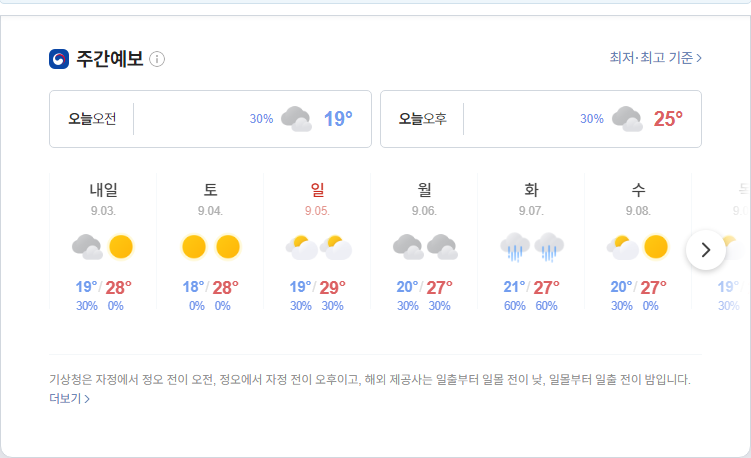 주간예보
최저·최고 기준
오늘오전 30% 19°
오늘오후 30% 25°
내일 토 일 월 화 수
9.03. 9.04. 9.05. 9.06. 9.07. 9.08.
19°/28° 18°/28° 19°/29° 20°/27° 21°/27° 20°/27° 19°
30% 0% 0% 0% 30% 30% 30% 30% 60% 60% 30% 0% 30%
기상청은 자정에서 정오 전이 오전, 정오에서 자정 전이 오후이고, 해외 제공사는 일출부터 일몰 전이 낮, 일몰부터 일출 전이 밤입니다.
더보기